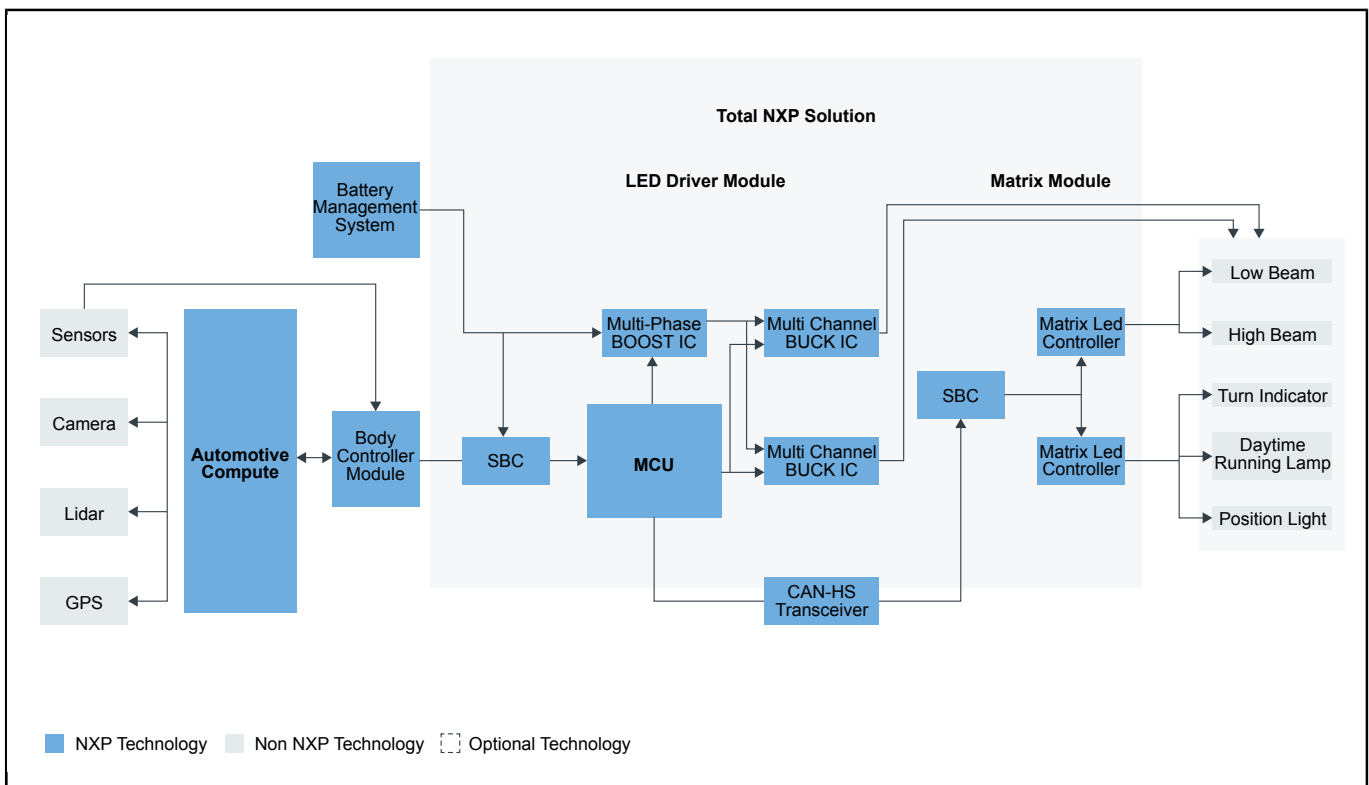 Total NXP Solution
LED Driver Module
Matrix Module
Battery
Management
System
Sensors
Camera
Lidar
GPS
Automotive
Compute
Body
Controller
Module
SBC
Multi-Phase
BOOST IC
MCU
Multi Channel
BUCK IC
Multi Channel
BUCK IC
CAN-HS
Transceiver
SBC
Matrix Led
Controller
Matrix Led
Controller
Low Beam
High Beam
Turn Indicator
Daytime
Running Lamp
Position Light
NXP Technology
Non NXP Technology
Optional Technology